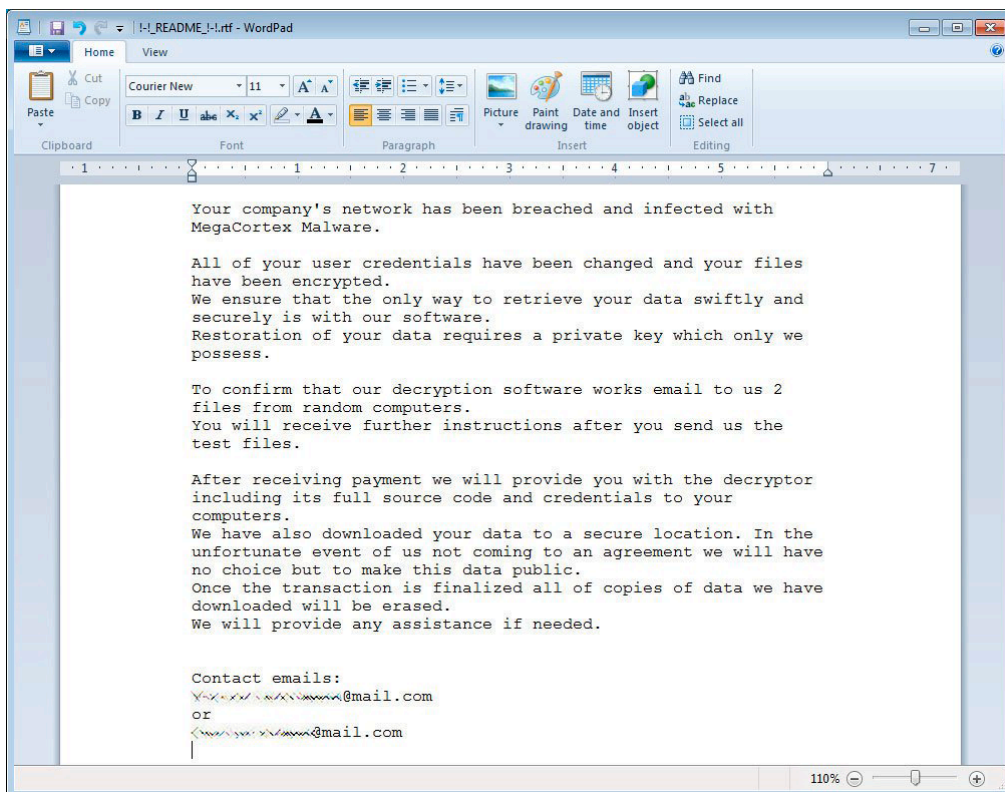 !-!_README_!-!.rtf - WordPad
Home View
Paste
Cut
Copy
Courier New 11
B I U abc X₂ X² A
Picture
Paint drawing
Date and time
Insert object
Find
Replace
Select all
Clipboard Font Paragraph Insert Editing
1 1 2 3 4 5 7
Your company's network has been breached and infected with
MegaCortex Malware.
All of your user credentials have been changed and your files
have been encrypted.
We ensure that the only way to retrieve your data swiftly and
securely is with our software.
Restoration of your data requires a private key which only we
possess.
To confirm that our decryption software works email to us 2
files from random computers.
You will receive further instructions after you send us the
test files.
After receiving payment we will provide you with the decryptor
including its full source code and credentials to your
computers.
We have also downloaded your data to a secure location. In the
unfortunate event of us not coming to an agreement we will have
no choice but to make this data public.
Once the transaction is finalized all of copies of data we have
downloaded will be erased.
We will provide any assistance if needed.
Contact emails:
@mail.com
or
@mail.com
110%